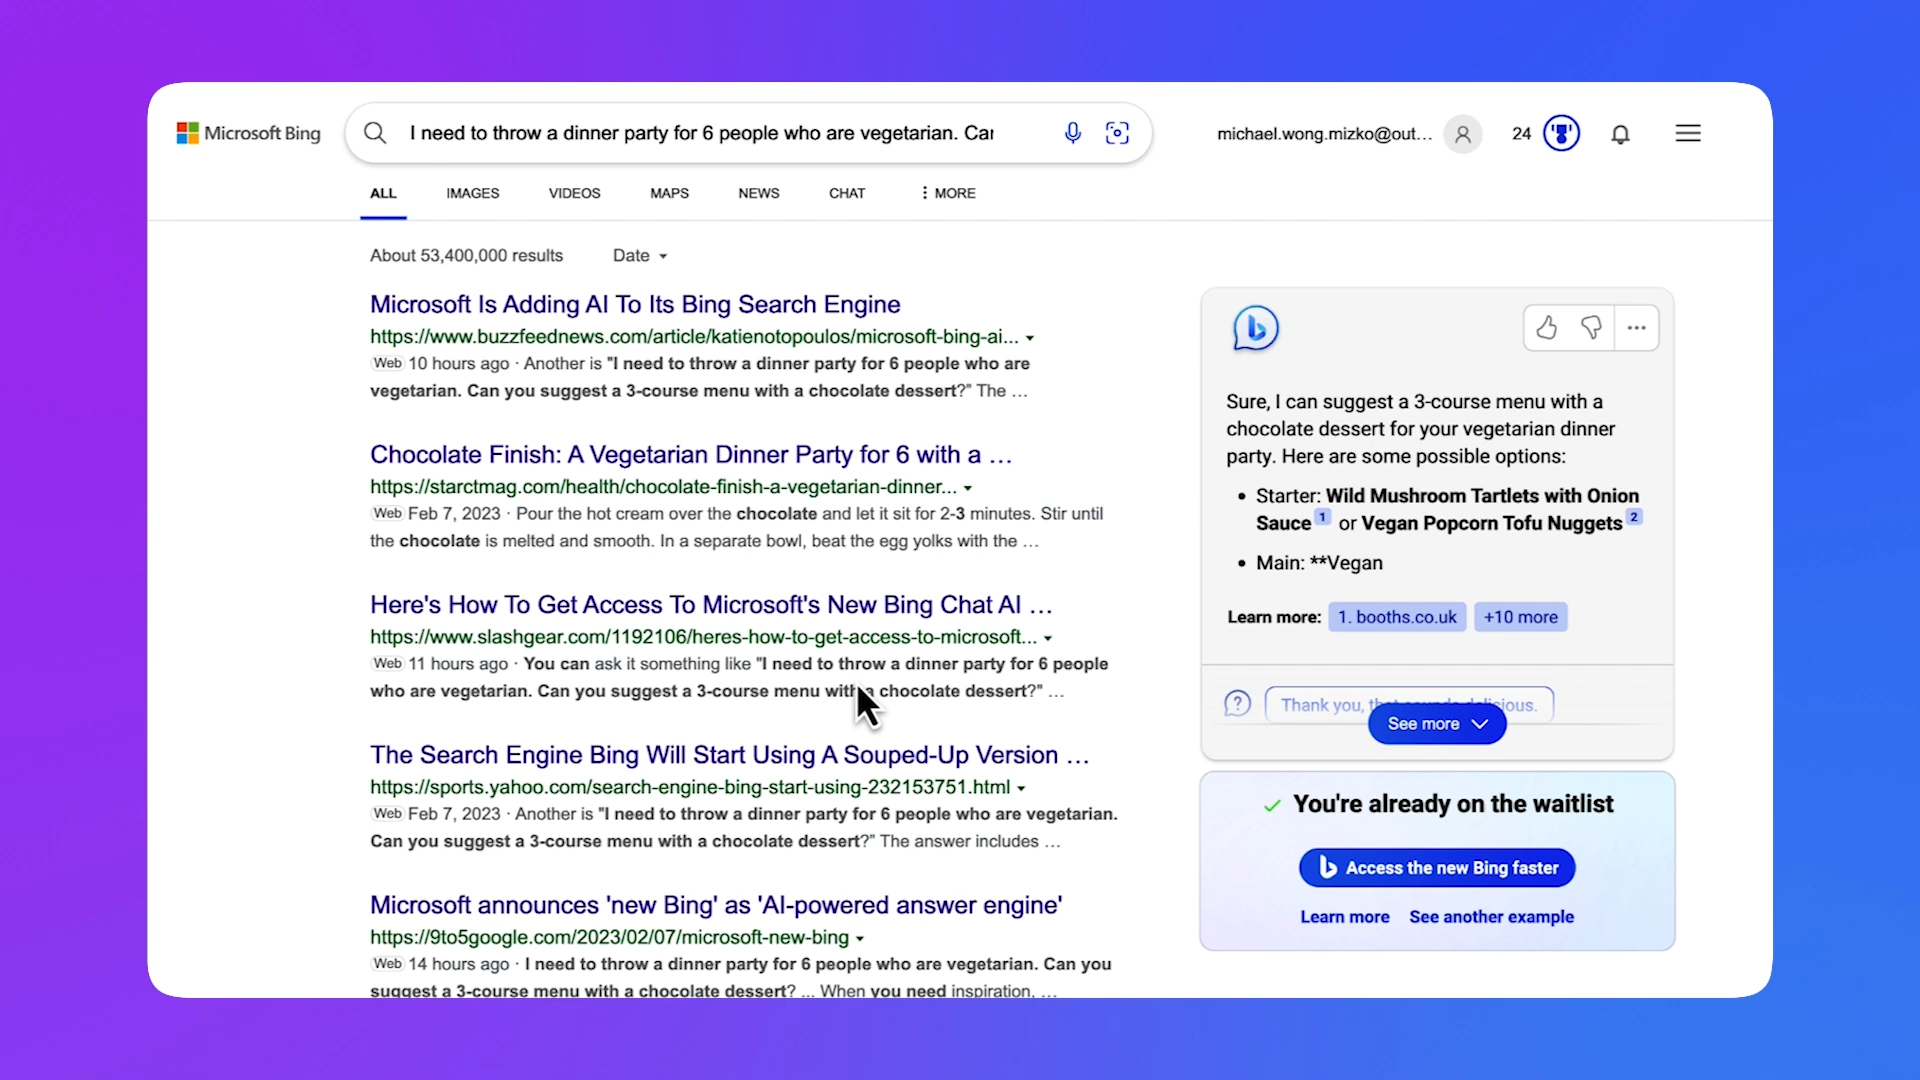 Microsoft Bing
I need to throw a dinner party for 6 people who are vegetarian. Car
michael.wong.mizko@out...
24
ALL IMAGES VIDEOS MAPS NEWS CHAT MORE
About 53,400,000 results Date
Microsoft Is Adding AI To Its Bing Search Engine
https://www.buzzfeednews.com/article/katienotopoulos/microsoft-bing-ai...
Web 10 hours ago · Another is "I need to throw a dinner party for 6 people who are
vegetarian. Can you suggest a 3-course menu with a chocolate dessert?" The ...
Chocolate Finish: A Vegetarian Dinner Party for 6 with a ...
https://starctmag.com/health/chocolate-finish-a-vegetarian-dinner...
Web Feb 7, 2023 · Pour the hot cream over the chocolate and let it sit for 2-3 minutes. Stir until
the chocolate is melted and smooth. In a separate bowl, beat the egg yolks with the ...
Here's How To Get Access To Microsoft's New Bing Chat AI ...
https://www.slashgear.com/1192106/heres-how-to-get-access-to-microsoft...
Web 11 hours ago · You can ask it something like "I need to throw a dinner party for 6 people
who are vegetarian. Can you suggest a 3-course menu with a chocolate dessert?" ...
The Search Engine Bing Will Start Using A Souped-Up Version ...
https://sports.yahoo.com/search-engine-bing-start-using-232153751.html
Web Feb 7, 2023 · Another is "I need to throw a dinner party for 6 people who are vegetarian.
Can you suggest a 3-course menu with a chocolate dessert?" The answer includes ...
Microsoft announces 'new Bing' as 'AI-powered answer engine'
https://9to5google.com/2023/02/07/microsoft-new-bing
Web 14 hours ago · I need to throw a dinner party for 6 people who are vegetarian. Can you
suggest a 3-course menu with a chocolate dessert? ... When you need inspiration, ...
Sure, I can suggest a 3-course menu with a
chocolate dessert for your vegetarian dinner
party. Here are some possible options:
• Starter: Wild Mushroom Tartlets with Onion
Sauce 1 or Vegan Popcorn Tofu Nuggets 2
• Main: **Vegan
Learn more: 1. booths.co.uk +10 more
Thank you, that sounds delicious.
See more
You're already on the waitlist
Access the new Bing faster
Learn more See another example